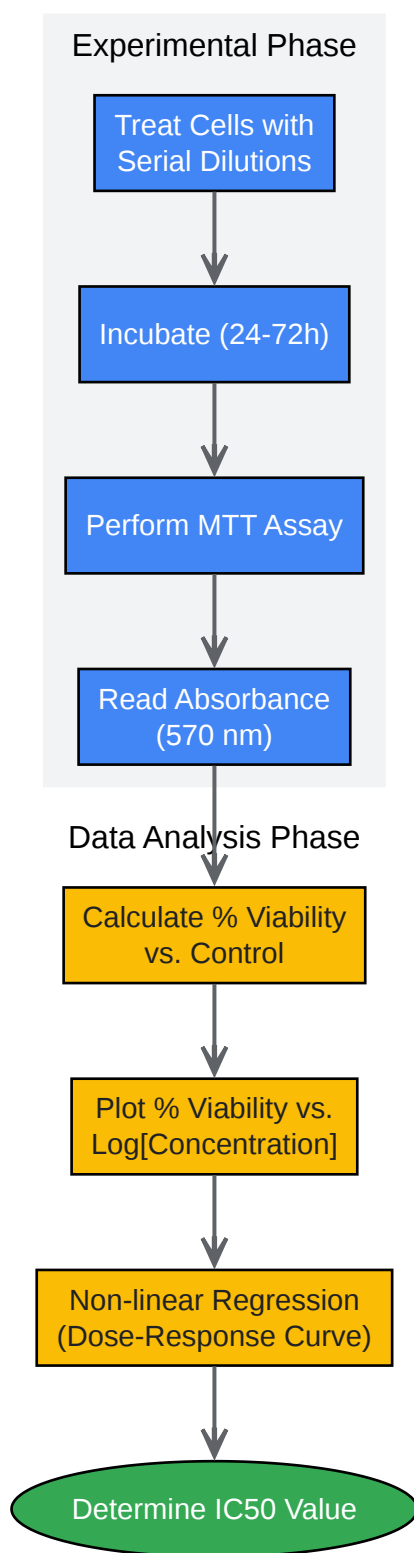 Experimental Phase
Treat Cells with
Serial Dilutions
Incubate (24-72h)
Perform MTT Assay
Read Absorbance
(570 nm)
Data Analysis Phase
Calculate % Viability
vs. Control
Plot % Viability vs.
Log[Concentration]
Non-linear Regression
(Dose-Response Curve)
Determine IC50 Value